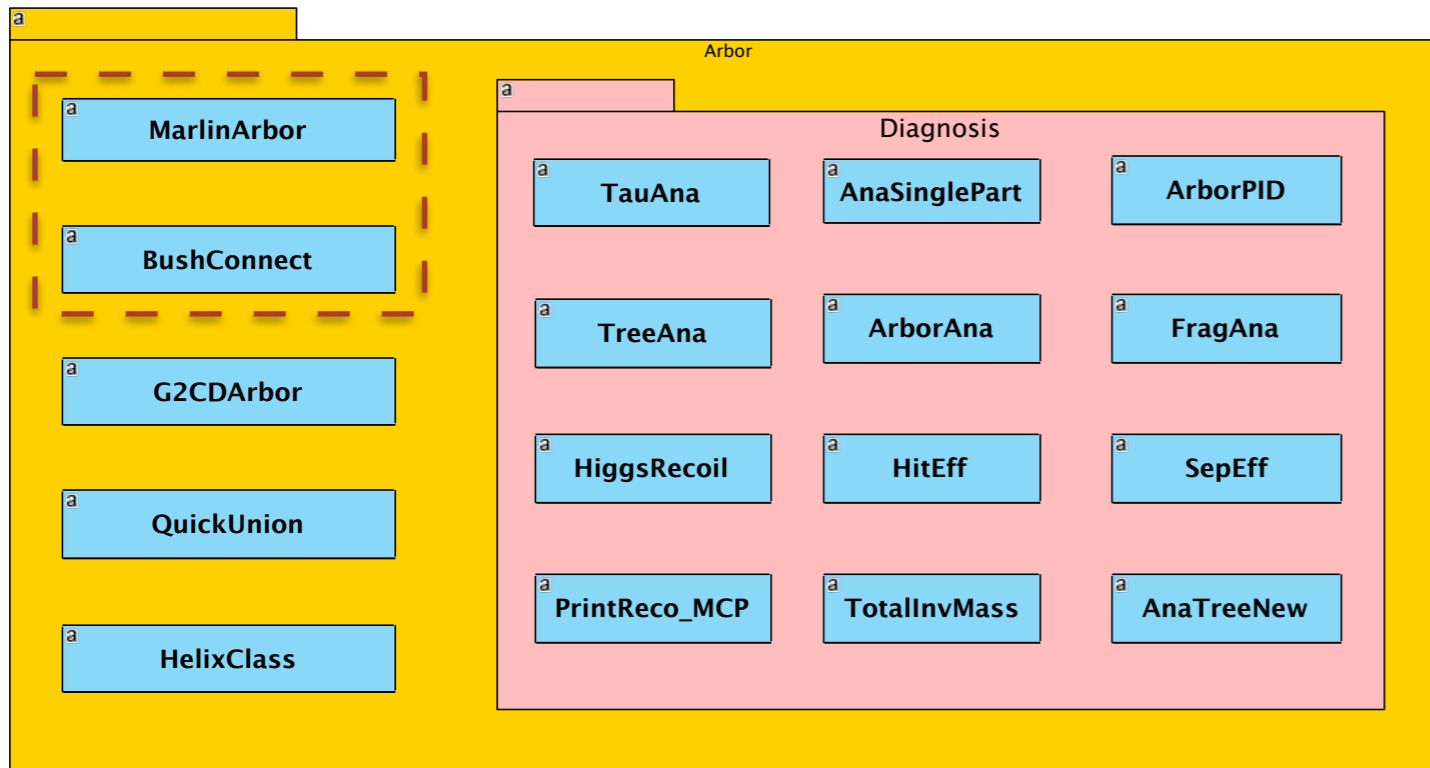 a
Arbor
a
MarlinArbor
a
BushConnect
a
G2CDArbor
a
QuickUnion
a
HelixClass
a
Diagnosis
a
TauAna
a
AnaSinglePart
a
ArborPID
a
TreeAna
a
ArborAna
a
FragAna
a
HiggsRecoil
a
HitEff
a
SepEff
a
PrintReco_MCP
a
TotalInvMass
a
AnaTreeNew